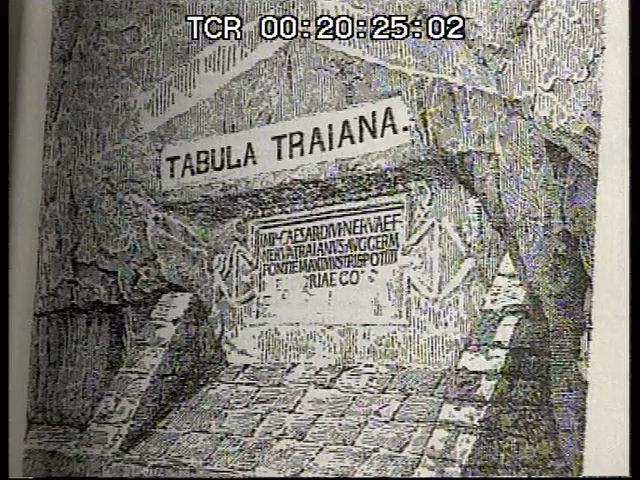 TCR 00:20:25:02
TABULA TRAIANA.
IMP·CAESAR·DIVI·NERVAE·F
NERVA·TRAIANVS·AVG·GERM
PONTIF·MAXIMVS·TRIB·POT·IIII
RIAE CO